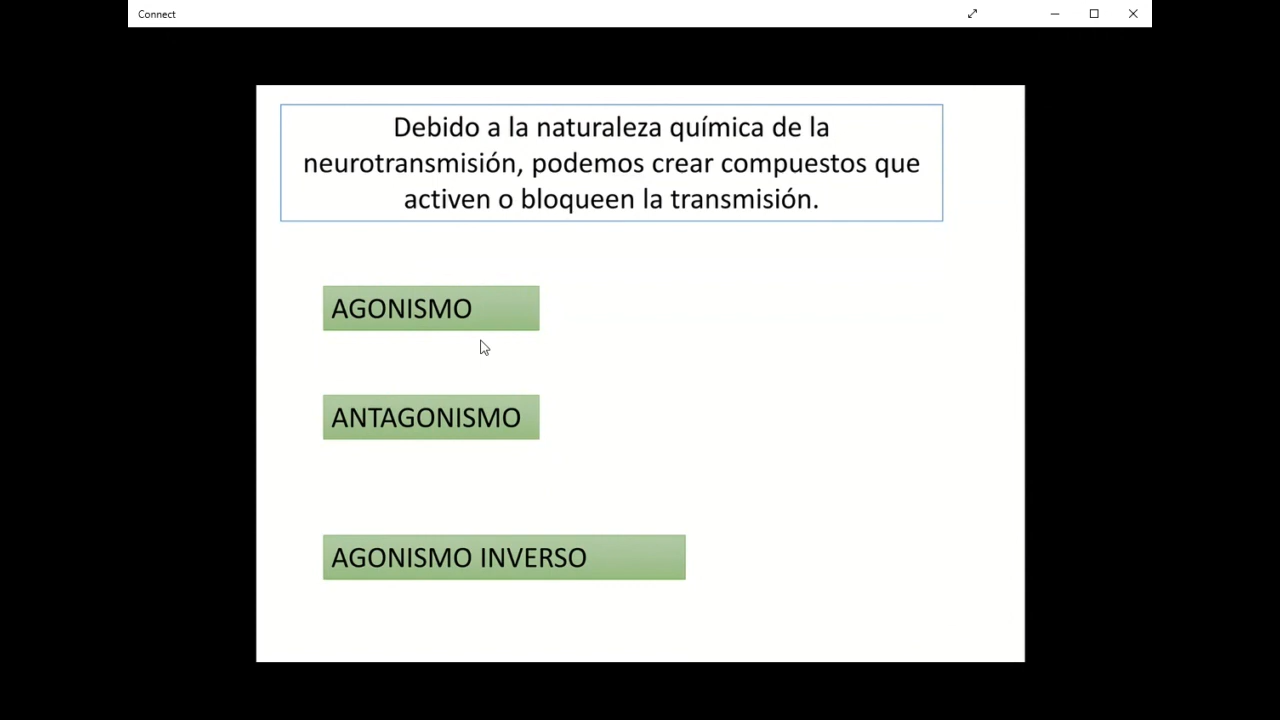 Connect
Debido a la naturaleza química de la
neurotransmisión, podemos crear compuestos que
activen o bloqueen la transmisión.
AGONISMO
ANTAGONISMO
AGONISMO INVERSO